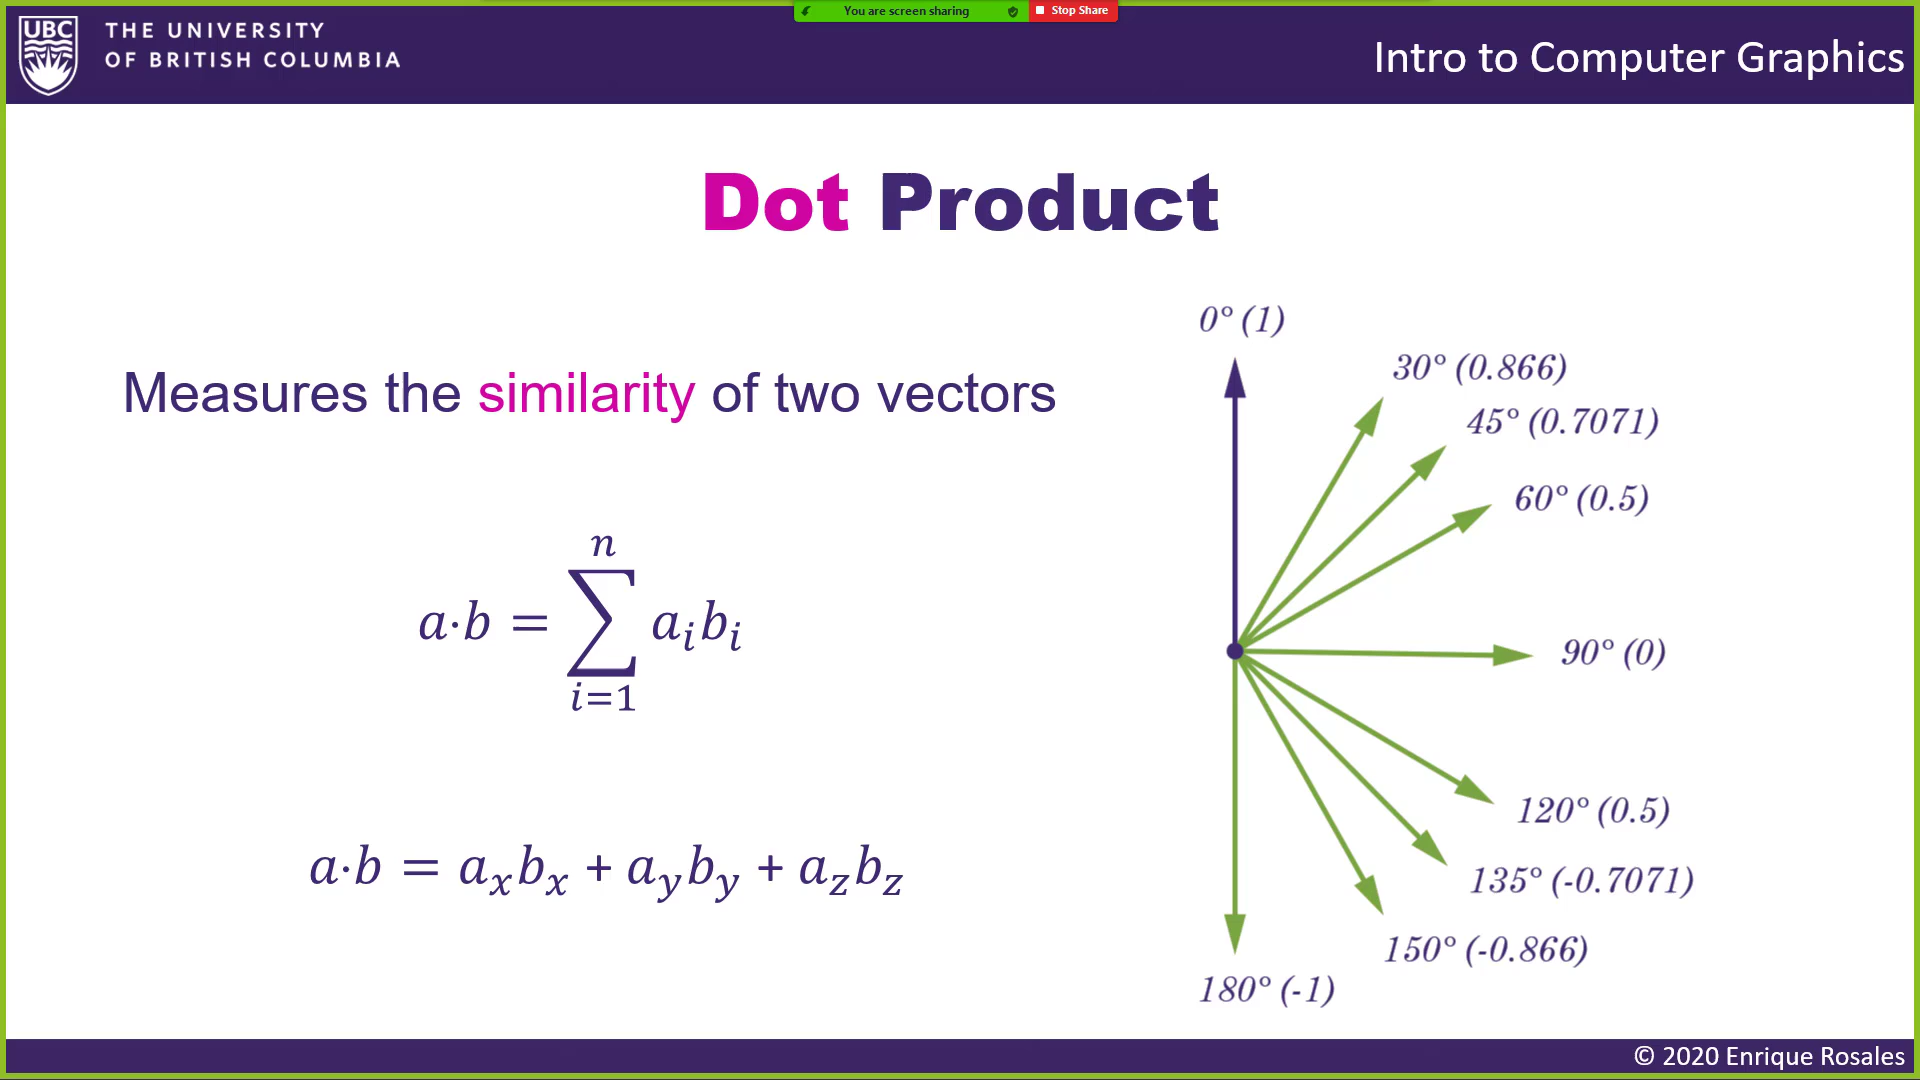 You are screen sharing
Stop Share
UBC
THE UNIVERSITY
OF BRITISH COLUMBIA
Intro to Computer Graphics
Dot Product
Measures the similarity of two vectors
n
a·b = ∑ aᵢbᵢ
i=1
a·b = aₓbₓ + a_y b_y + a_z b_z
0° (1)
30° (0.866)
45° (0.7071)
60° (0.5)
90° (0)
120° (0.5)
135° (-0.7071)
150° (-0.866)
180° (-1)
© 2020 Enrique Rosales